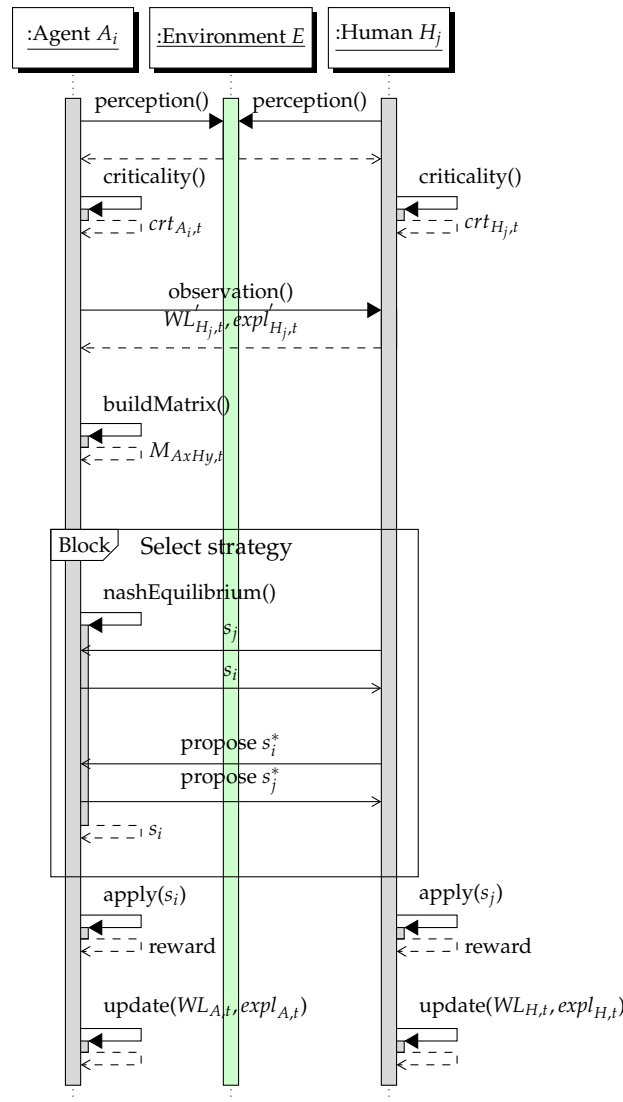 :Agent A_i :Environment E :Human H_j
perception() perception()
criticality() criticality()
crt_{A_i,t} crt_{H_j,t}
observation()
WL'_{H_j,t}, expl'_{H_j,t}
buildMatrix()
M_{AxHy,t}
Block Select strategy
nashEquilibrium()
s_j
s_i
propose s_i^*
propose s_j^*
s_i
apply(s_i) apply(s_j)
reward reward
update(WL_{A,t}, expl_{A,t}) update(WL_{H,t}, expl_{H,t})